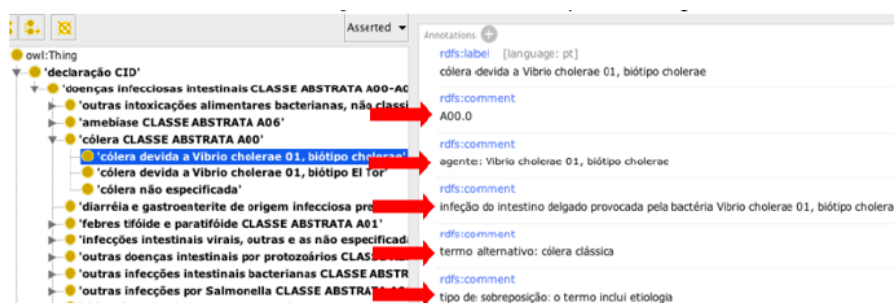 Asserted
owl:Thing
'declaração CID'
'doenças infecciosas intestinais CLASSE ABSTRATA A00-A0
'outras intoxicações alimentares bacterianas, não classi
'amebíase CLASSE ABSTRATA A06'
'cólera CLASSE ABSTRATA A00'
'cólera devida a Vibrio cholerae 01, biótipo cholerae'
'cólera devida a Vibrio cholerae 01, biótipo El Tor'
'cólera não especificada'
'diarréia e gastroenterite de origem infecciosa pre
'febres tifóide e paratifóide CLASSE ABSTRATA A01'
'infecções intestinais virais, outras e as não especificad
'outras doenças intestinais por protozoários CLASSE AB
'outras infecções intestinais bacterianas CLASSE ABSTR
'outras infecções por Salmonella CLASSE ABSTRA
Annotations
rdfs:label [language: pt]
cólera devida a Vibrio cholerae 01, biótipo cholerae
rdfs:comment
A00.0
rdfs:comment
agente: Vibrio cholerae 01, biótipo cholerae
rdfs:comment
infeção do intestino delgado provocada pela bactéria Vibrio cholerae 01, biótipo cholera
rdfs:comment
termo alternativo: cólera clássica
rdfs:comment
tipo de sobreposição: o termo inclui etiologia